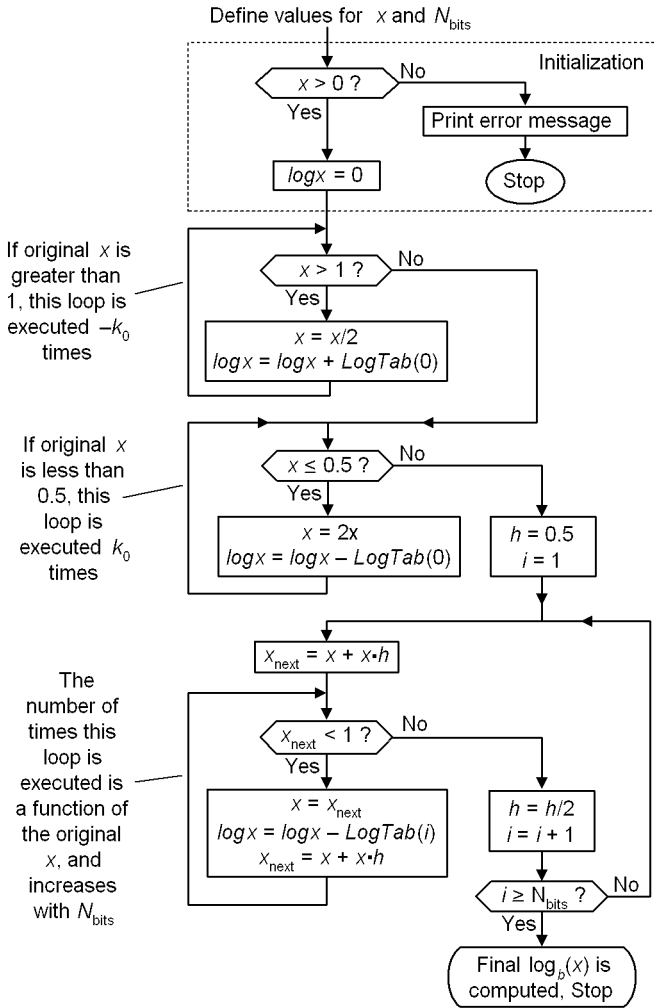 Define values for x and N_bits
Initialization
x > 0 ?
No
Yes
Print error message
Stop
logx = 0
If original x is
greater than
1, this loop is
executed –k_0
times
x > 1 ?
No
Yes
x = x/2
logx = logx + LogTab(0)
If original x
is less than
0.5, this
loop is
executed k_0
times
x ≤ 0.5 ?
No
Yes
x = 2x
logx = logx – LogTab(0)
h = 0.5
i = 1
x_next = x + x·h
The
number of
times this
loop is
executed is
a function of
the original
x, and
increases
with N_bits
x_next < 1 ?
No
Yes
x = x_next
logx = logx – LogTab(i)
x_next = x + x·h
h = h/2
i = i + 1
i ≥ N_bits ?
No
Yes
Final log_b(x) is
computed, Stop